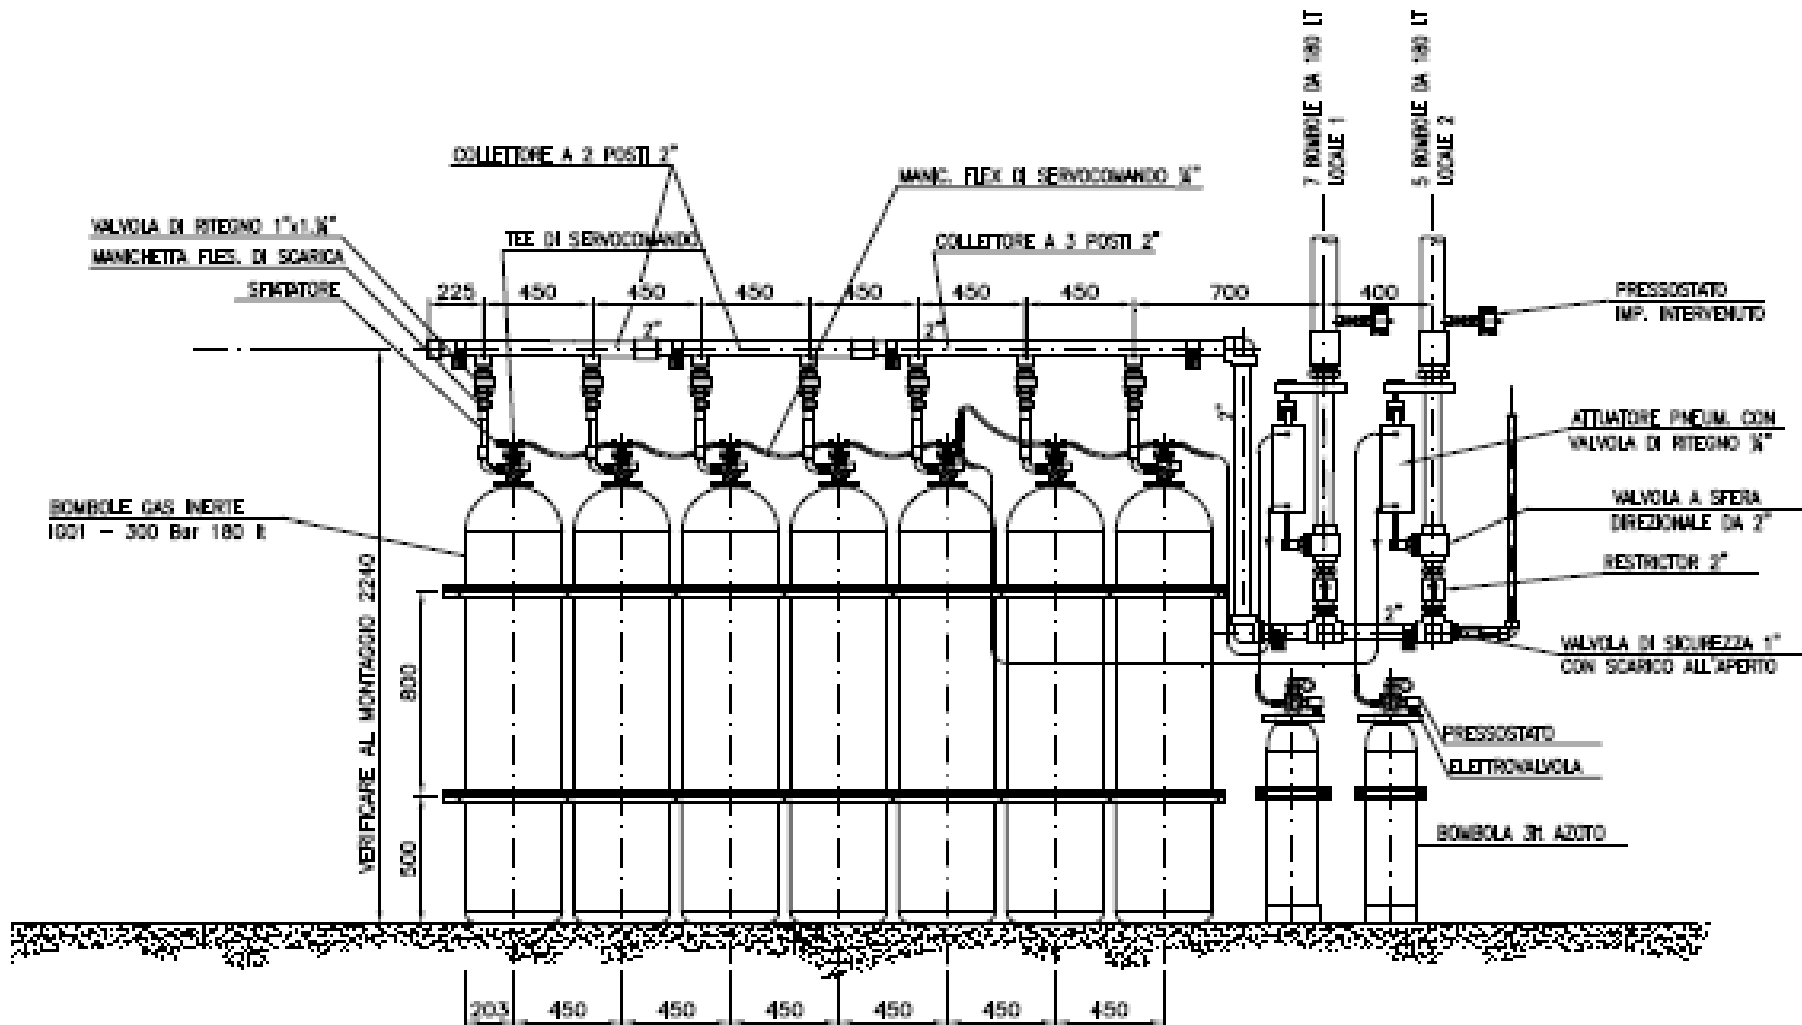 7 BOMBOLE DA 180 LT
LOCALE 1
5 BOMBOLE DA 180 LT
LOCALE 2
COLLETTORE A 2 POSTI 2"
MANIC. FLEX DI SERVOCOMANDO ¼"
VALVOLA DI RITEGNO 1"x1.¼"
TEE DI SERVOCOMANDO
COLLETTORE A 3 POSTI 2"
MANICHETTA FLES. DI SCARICA
SFIATATORE
225 450 450 450 450 450 450 700 400
PRESSOSTATO
IMP. INTERVENUTO
2" 2"
2"
ATTUATORE PNEUM. CON
VALVOLA DI RITEGNO ¼"
BOMBOLE GAS INERTE
IG01 - 300 Bar 180 lt
VALVOLA A SFERA
DIREZIONALE DA 2"
RESTRICTOR 2"
2"
VALVOLA DI SICUREZZA 1"
CON SCARICO ALL'APERTO
VERIFICARE AL MONTAGGIO 2240
800
500
PRESSOSTATO
ELETTROVALVOLA
BOMBOLA 3lt AZOTO
203 450 450 450 450 450 450